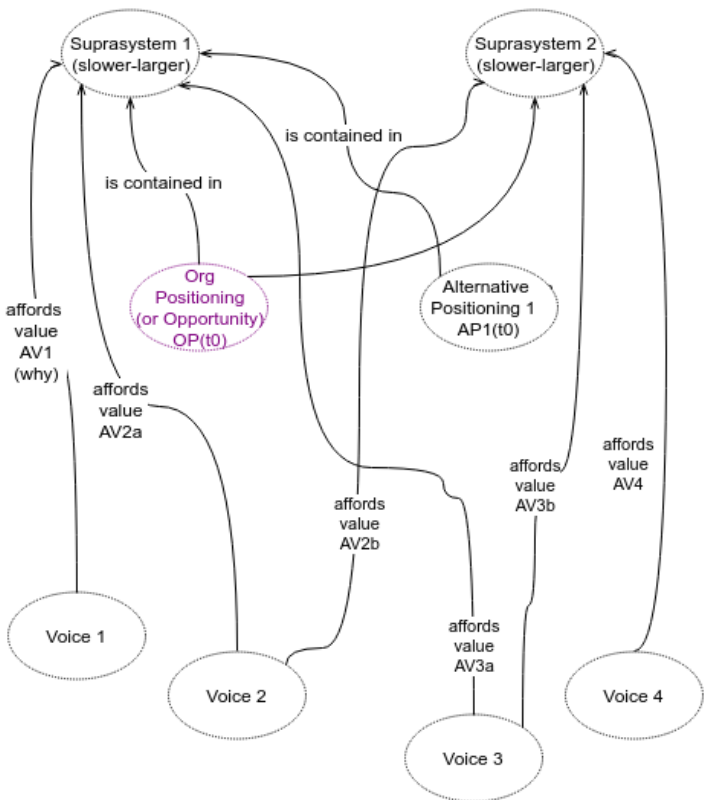 Suprasystem 1
(slower-larger)
Suprasystem 2
(slower-larger)
is contained in
is contained in
Org
Positioning
(or Opportunity)
OP(t0)
Alternative
Positioning 1
AP1(t0)
affords
value
AV1
(why)
affords
value
AV2a
affords
value
AV2b
affords
value
AV3b
affords
value
AV4
affords
value
AV3a
Voice 1
Voice 2
Voice 3
Voice 4